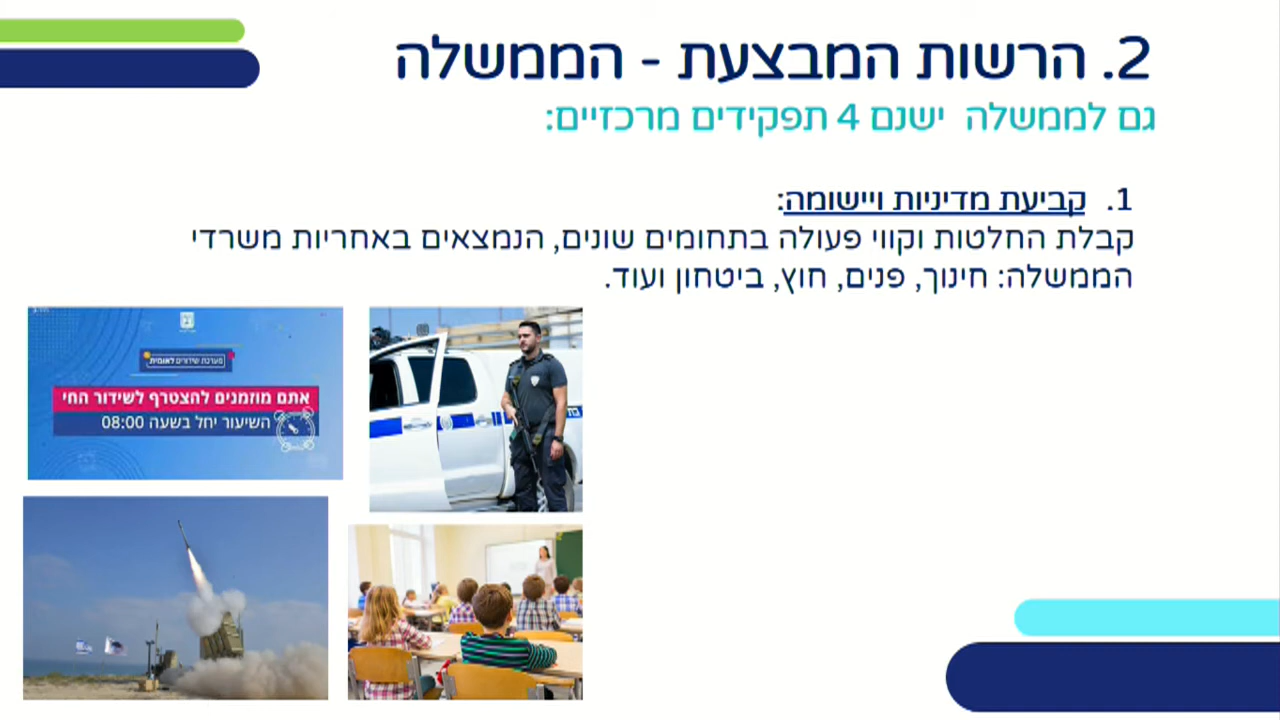 2. הרשות המבצעת - הממשלה
גם לממשלה ישנם 4 תפקידים מרכזיים:
1. קביעת מדיניות ויישומה:
קבלת החלטות וקווי פעולה בתחומים שונים, הנמצאים באחריות משרדי
הממשלה: חינוך, פנים, חוץ, ביטחון ועוד.
מערכת שידורים לאומית
אתם מוזמנים להצטרף לשידור החי
השיעור יחל בשעה 08:00